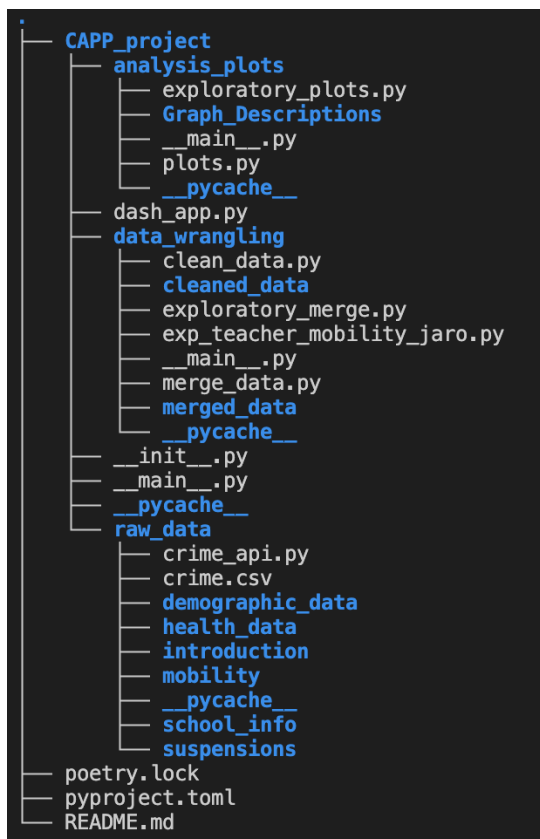 .
├── CAPP_project
│   ├── analysis_plots
│   │   ├── exploratory_plots.py
│   │   ├── Graph_Descriptions
│   │   ├── __main__.py
│   │   ├── plots.py
│   │   └── __pycache__
│   ├── dash_app.py
│   ├── data_wrangling
│   │   ├── clean_data.py
│   │   ├── cleaned_data
│   │   ├── exploratory_merge.py
│   │   ├── exp_teacher_mobility_jaro.py
│   │   ├── __main__.py
│   │   ├── merge_data.py
│   │   ├── merged_data
│   │   └── __pycache__
│   ├── __init__.py
│   ├── __main__.py
│   ├── __pycache__
│   └── raw_data
│       ├── crime_api.py
│       ├── crime.csv
│       ├── demographic_data
│       ├── health_data
│       ├── introduction
│       ├── mobility
│       ├── __pycache__
│       ├── school_info
│       └── suspensions
├── poetry.lock
├── pyproject.toml
└── README.md